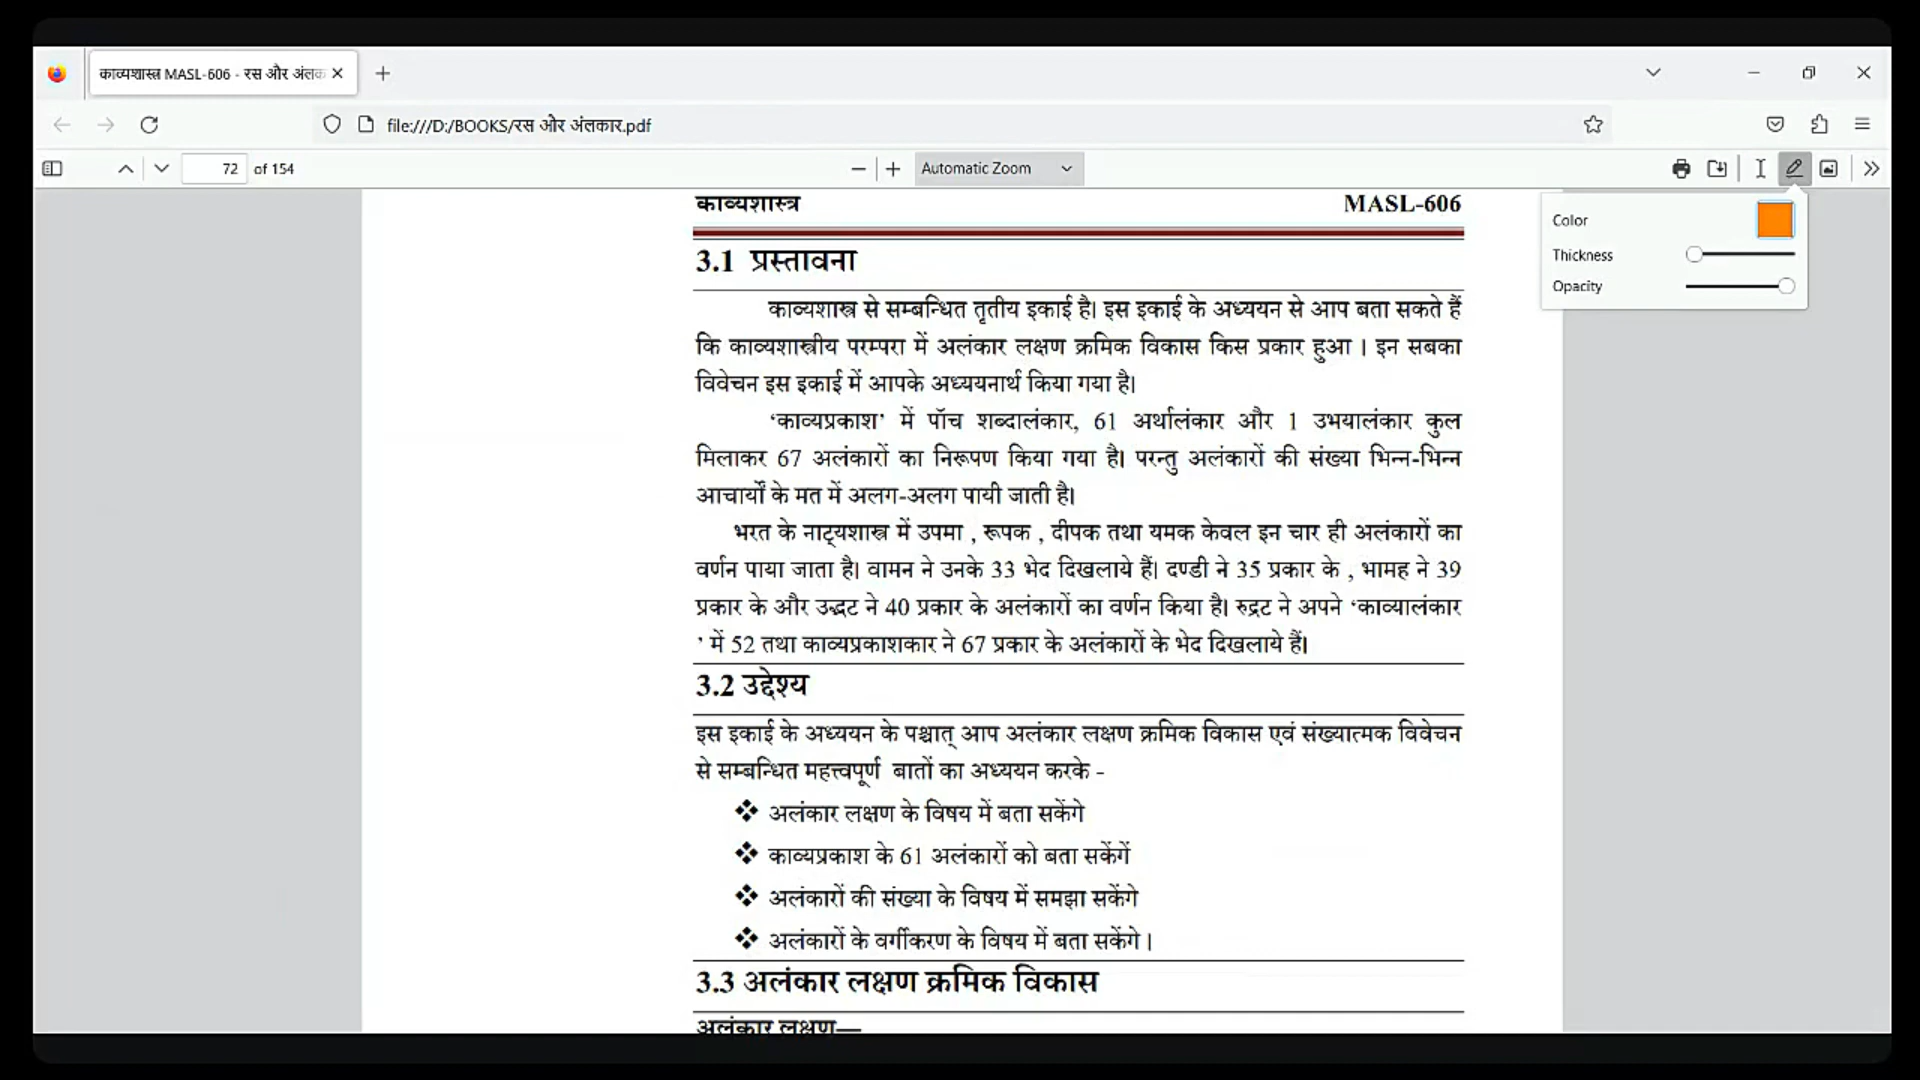 काव्यशास्त्र MASL-606 - रस और अंलक
file:///D:/BOOKS/रस और अंलकार.pdf
72 of 154
Automatic Zoom
Color
Thickness
Opacity
काव्यशास्त्र MASL-606
3.1 प्रस्तावना
काव्यशास्त्र से सम्बन्धित तृतीय इकाई है। इस इकाई के अध्ययन से आप बता सकते हैं
कि काव्यशास्त्रीय परम्परा में अलंकार लक्षण क्रमिक विकास किस प्रकार हुआ । इन सबका
विवेचन इस इकाई में आपके अध्ययनार्थ किया गया है।
‘काव्यप्रकाश’ में पॉच शब्दालंकार, 61 अर्थालंकार और 1 उभयालंकार कुल
मिलाकर 67 अलंकारों का निरूपण किया गया है। परन्तु अलंकारों की संख्या भिन्न-भिन्न
आचार्यों के मत में अलग-अलग पायी जाती है।
भरत के नाट्यशास्त्र में उपमा , रूपक , दीपक तथा यमक केवल इन चार ही अलंकारों का
वर्णन पाया जाता है। वामन ने उनके 33 भेद दिखलाये हैं। दण्डी ने 35 प्रकार के , भामह ने 39
प्रकार के और उद्भट ने 40 प्रकार के अलंकारों का वर्णन किया है। रुद्रट ने अपने ‘काव्यालंकार
’ में 52 तथा काव्यप्रकाशकार ने 67 प्रकार के अलंकारों के भेद दिखलाये हैं।
3.2 उद्देश्य
इस इकाई के अध्ययन के पश्चात् आप अलंकार लक्षण क्रमिक विकास एवं संख्यात्मक विवेचन
से सम्बन्धित महत्त्वपूर्ण बातों का अध्ययन करके -
❖ अलंकार लक्षण के विषय में बता सकेंगे
❖ काव्यप्रकाश के 61 अलंकारों को बता सकेंगें
❖ अलंकारों की संख्या के विषय में समझा सकेंगे
❖ अलंकारों के वर्गीकरण के विषय में बता सकेंगे ।
3.3 अलंकार लक्षण क्रमिक विकास
अलंकार लक्षण—